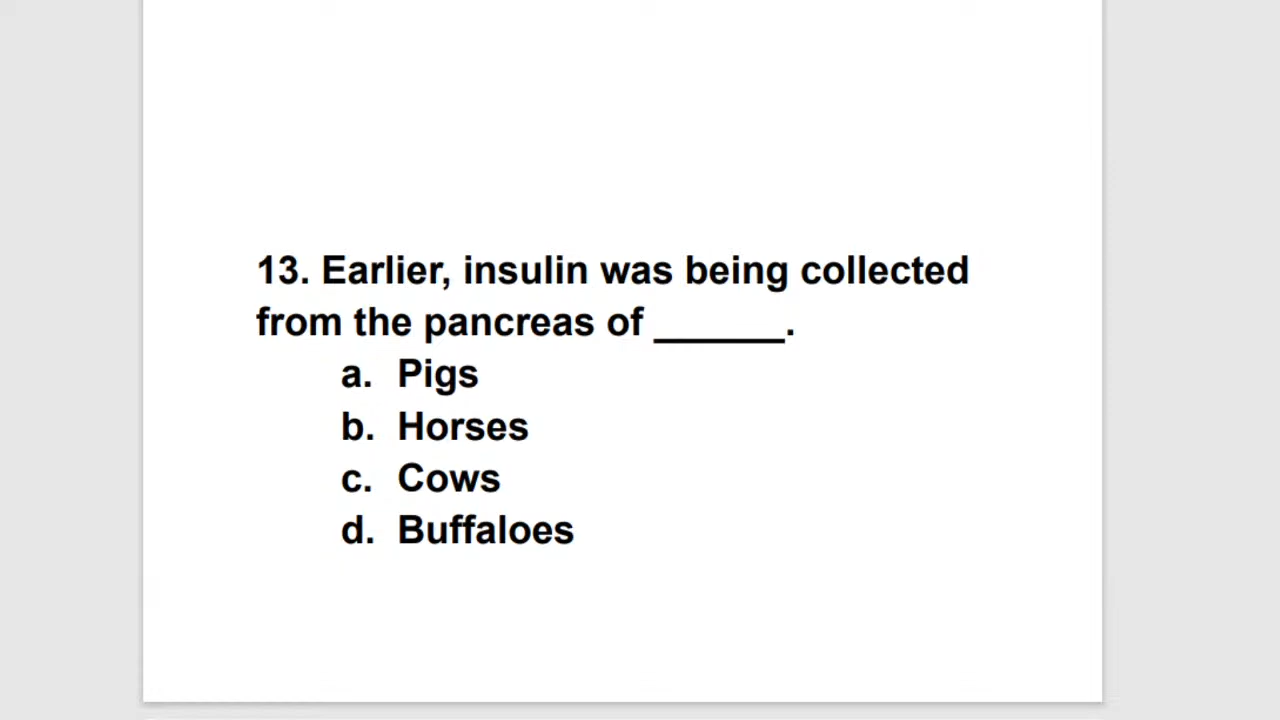 13. Earlier, insulin was being collected
from the pancreas of ______.
a. Pigs
b. Horses
c. Cows
d. Buffaloes